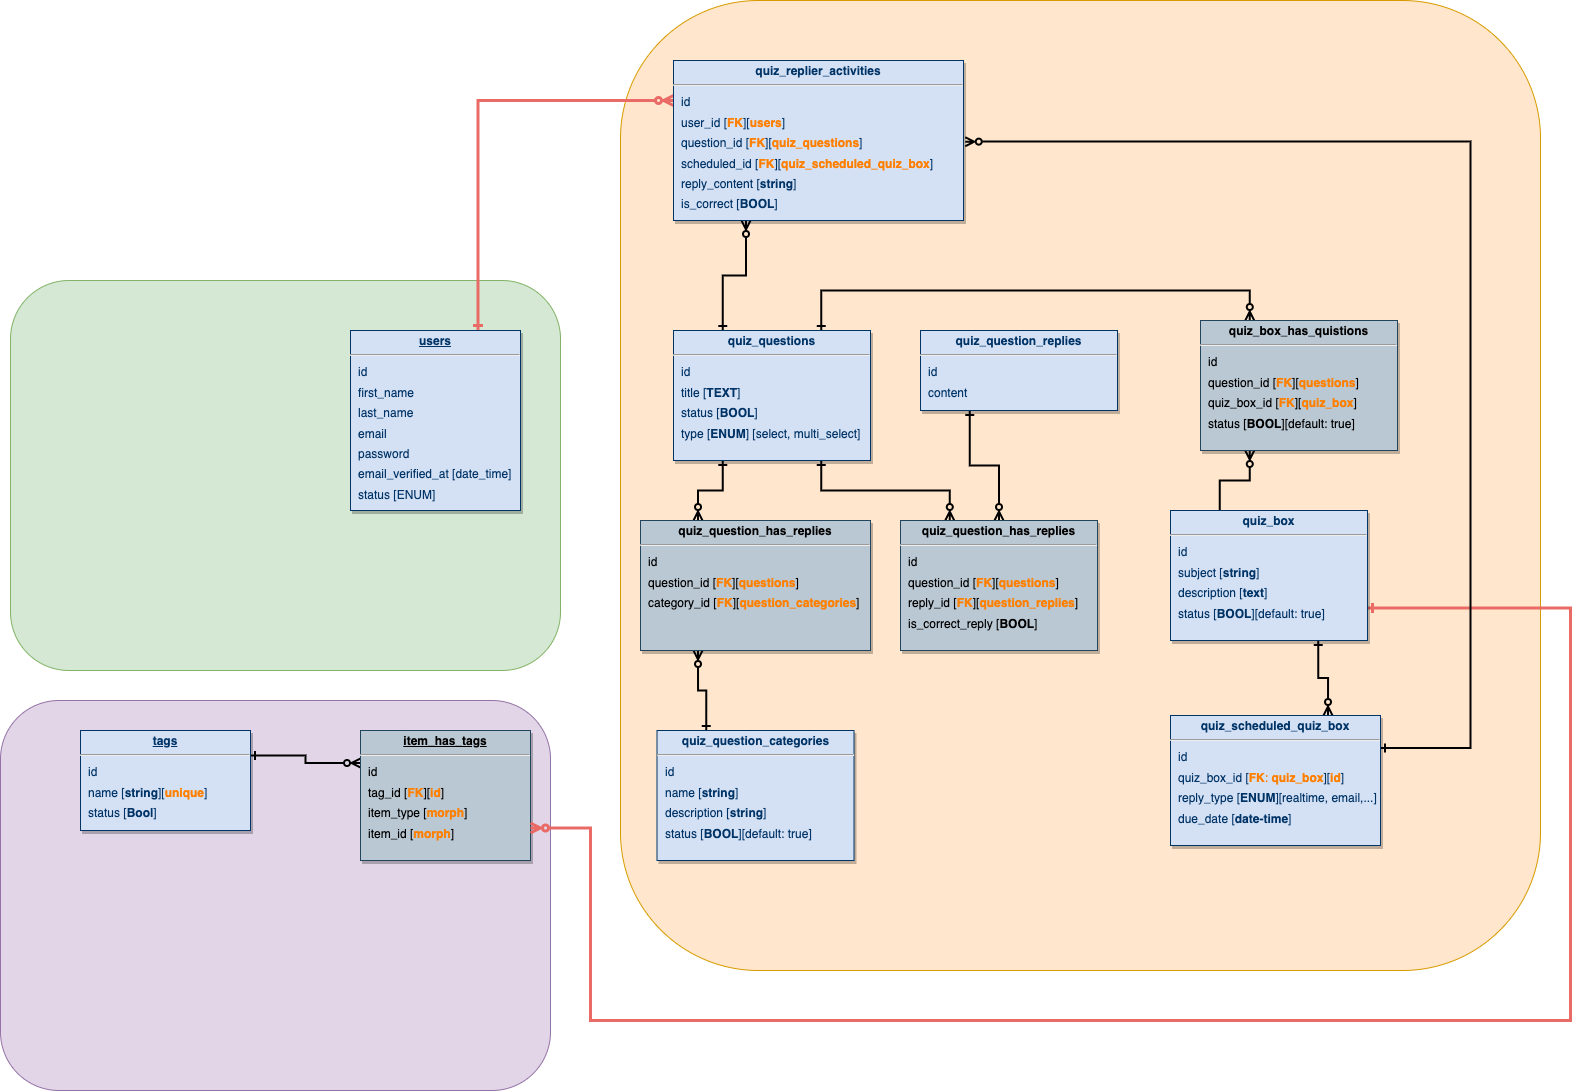 quiz_replier_activities
id
user_id [FK][users]
question_id [FK][quiz_questions]
scheduled_id [FK][quiz_scheduled_quiz_box]
reply_content [string]
is_correct [BOOL]
users
id
first_name
last_name
email
password
email_verified_at [date_time]
status [ENUM]
quiz_questions
id
title [TEXT]
status [BOOL]
type [ENUM] [select, multi_select]
quiz_question_replies
id
content
quiz_box_has_quistions
id
question_id [FK][questions]
quiz_box_id [FK][quiz_box]
status [BOOL][default: true]
quiz_question_has_replies
id
question_id [FK][questions]
category_id [FK][question_categories]
quiz_question_has_replies
id
question_id [FK][questions]
reply_id [FK][question_replies]
is_correct_reply [BOOL]
quiz_box
id
subject [string]
description [text]
status [BOOL][default: true]
tags
id
name [string][unique]
status [Bool]
item_has_tags
id
tag_id [FK][id]
item_type [morph]
item_id [morph]
quiz_question_categories
id
name [string]
description [string]
status [BOOL][default: true]
quiz_scheduled_quiz_box
id
quiz_box_id [FK: quiz_box][id]
reply_type [ENUM][realtime, email,...]
due_date [date-time]